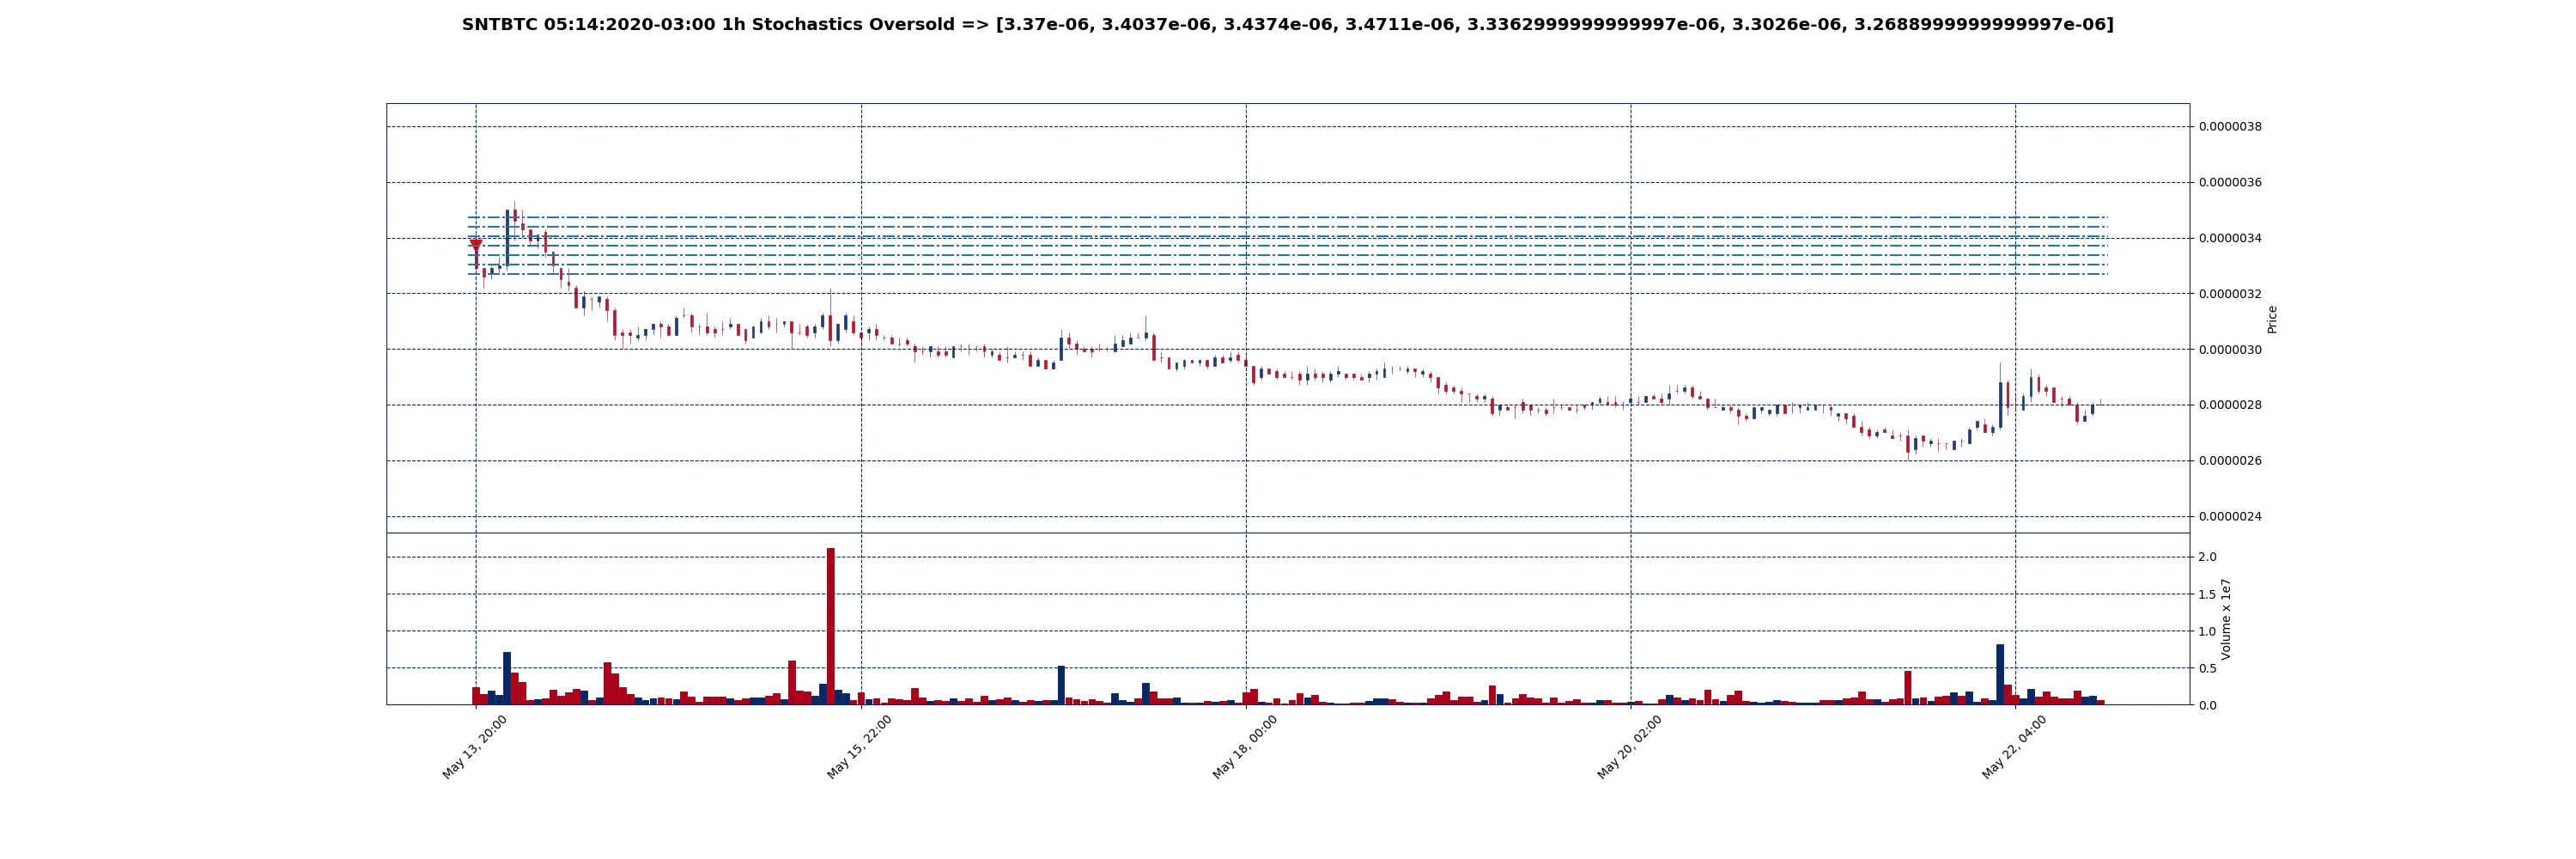 SNTBTC 05:14:2020-03:00 1h Stochastics Oversold => [3.37e-06, 3.4037e-06, 3.4374e-06, 3.4711e-06, 3.3362999999999997e-06, 3.3026e-06, 3.2688999999999997e-06]
0.0000038
0.0000036
0.0000034
0.0000032
0.0000030
0.0000028
0.0000026
0.0000024
Price
2.0
1.5
1.0
0.5
0.0
Volume x 1e7
May 13, 20:00
May 15, 22:00
May 18, 00:00
May 20, 02:00
May 22, 04:00